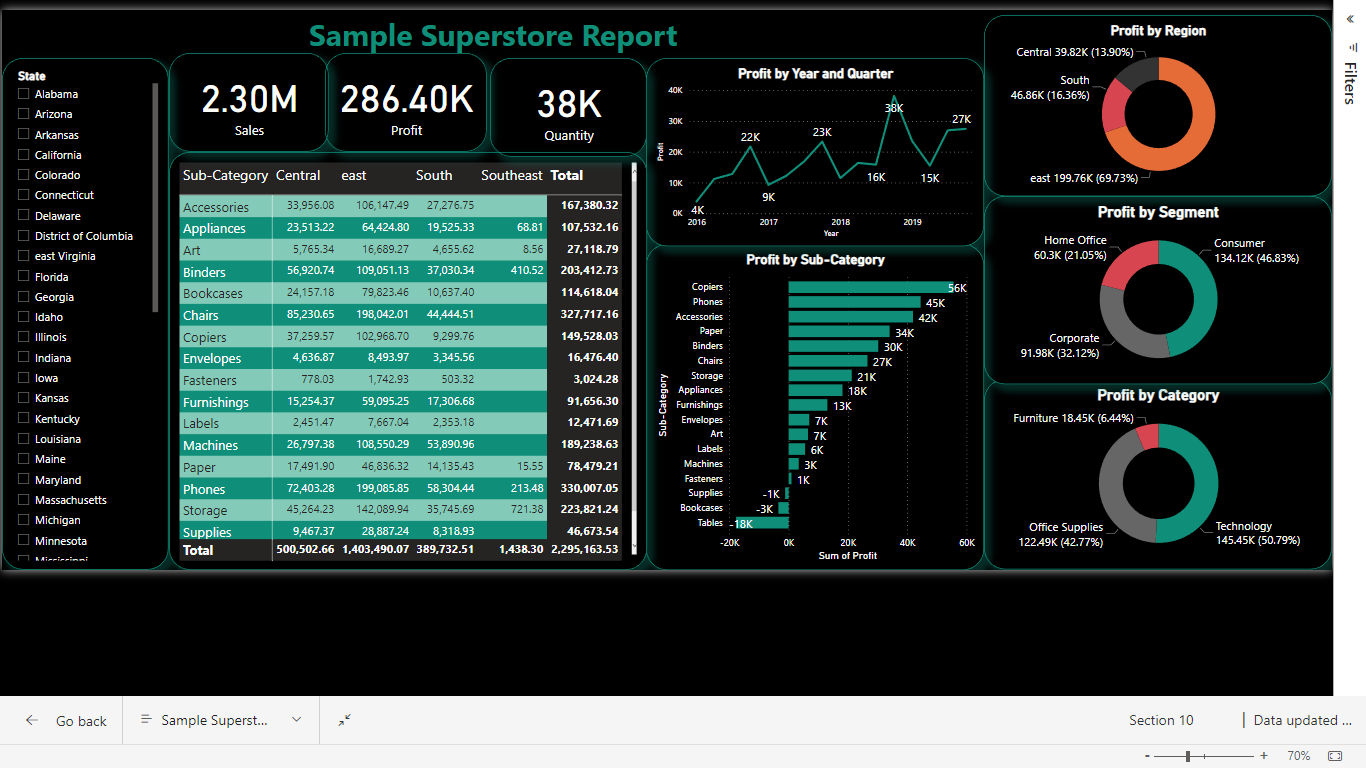 Sample Superstore Report
State
Alabama
Arizona
Arkansas
California
Colorado
Connecticut
Delaware
District of Columbia
east Virginia
Florida
Georgia
Idaho
Illinois
Indiana
Iowa
Kansas
Kentucky
Louisiana
Maine
Maryland
Massachusetts
Michigan
Minnesota
Mississippi
2.30M
Sales
286.40K
Profit
38K
Quantity
Sub-Category Central east South Southeast Total
Accessories 33,956.08 106,147.49 27,276.75 167,380.32
Appliances 23,513.22 64,424.80 19,525.33 68.81 107,532.16
Art 5,765.34 16,689.27 4,655.62 8.56 27,118.79
Binders 56,920.74 109,051.13 37,030.34 410.52 203,412.73
Bookcases 24,157.18 79,823.46 10,637.40 114,618.04
Chairs 85,230.65 198,042.01 44,444.51 327,717.16
Copiers 37,259.57 102,968.70 9,299.76 149,528.03
Envelopes 4,636.87 8,493.97 3,345.56 16,476.40
Fasteners 778.03 1,742.93 503.32 3,024.28
Furnishings 15,254.37 59,095.25 17,306.68 91,656.30
Labels 2,451.47 7,667.04 2,353.18 12,471.69
Machines 26,797.38 108,550.29 53,890.96 189,238.63
Paper 17,491.90 46,836.32 14,135.43 15.55 78,479.21
Phones 72,403.28 199,085.85 58,304.44 213.48 330,007.05
Storage 45,264.23 142,089.94 35,745.69 721.38 223,821.24
Supplies 9,467.37 28,887.24 8,318.93 46,673.54
Total 500,502.66 1,403,490.07 389,732.51 1,438.30 2,295,163.53
Profit by Year and Quarter
Profit
40K
30K
20K
10K
0K
4K
22K
9K
23K
16K
38K
15K
27K
2016 2017 2018 2019
Year
Profit by Sub-Category
Sub-Category
Copiers 56K
Phones 45K
Accessories 42K
Paper 34K
Binders 30K
Chairs 27K
Storage 21K
Appliances 18K
Furnishings 13K
Envelopes 7K
Art 7K
Labels 6K
Machines 3K
Fasteners 1K
Supplies -1K
Bookcases -3K
Tables -18K
-20K 0K 20K 40K 60K
Sum of Profit
Profit by Region
Central 39.82K (13.90%)
South
46.86K (16.36%)
east 199.76K (69.73%)
Profit by Segment
Home Office
60.3K (21.05%)
Consumer
134.12K (46.83%)
Corporate
91.98K (32.12%)
Profit by Category
Furniture 18.45K (6.44%)
Office Supplies
122.49K (42.77%)
Technology
145.45K (50.79%)
Filters
Go back
Sample Superst...
Section 10
Data updated ...
- + 70%